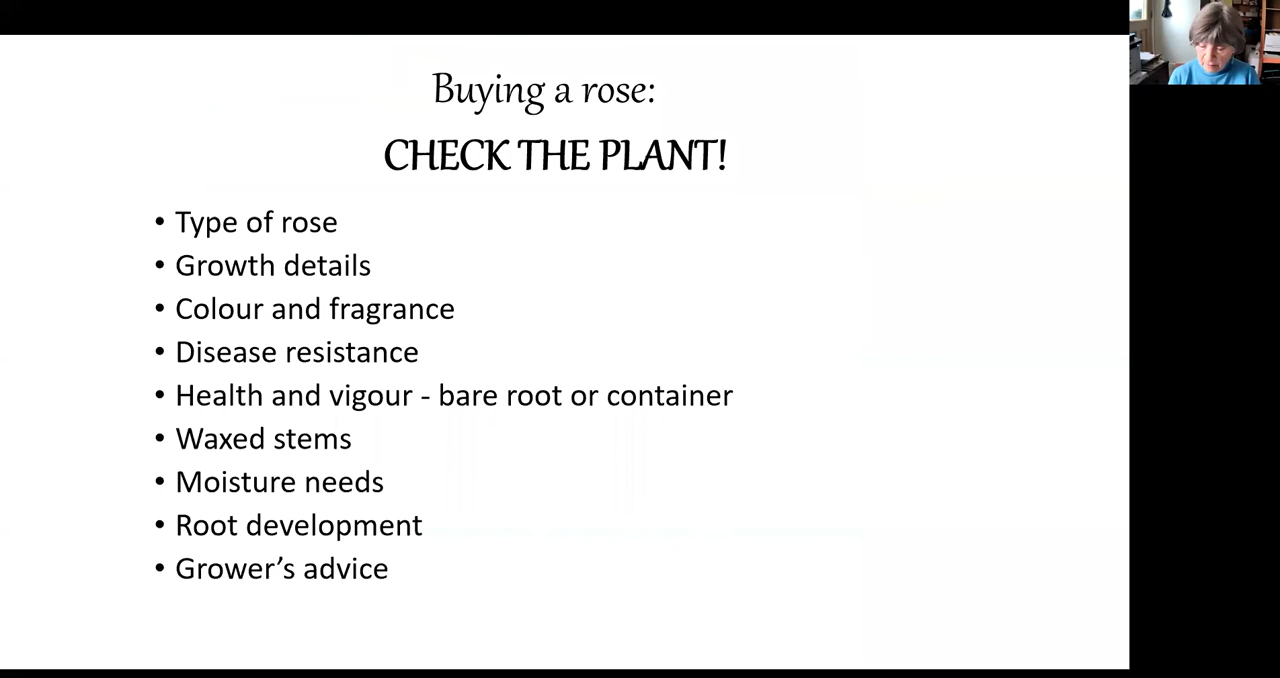 Buying a rose:
CHECK THE PLANT!
• Type of rose
• Growth details
• Colour and fragrance
• Disease resistance
• Health and vigour - bare root or container
• Waxed stems
• Moisture needs
• Root development
• Grower’s advice